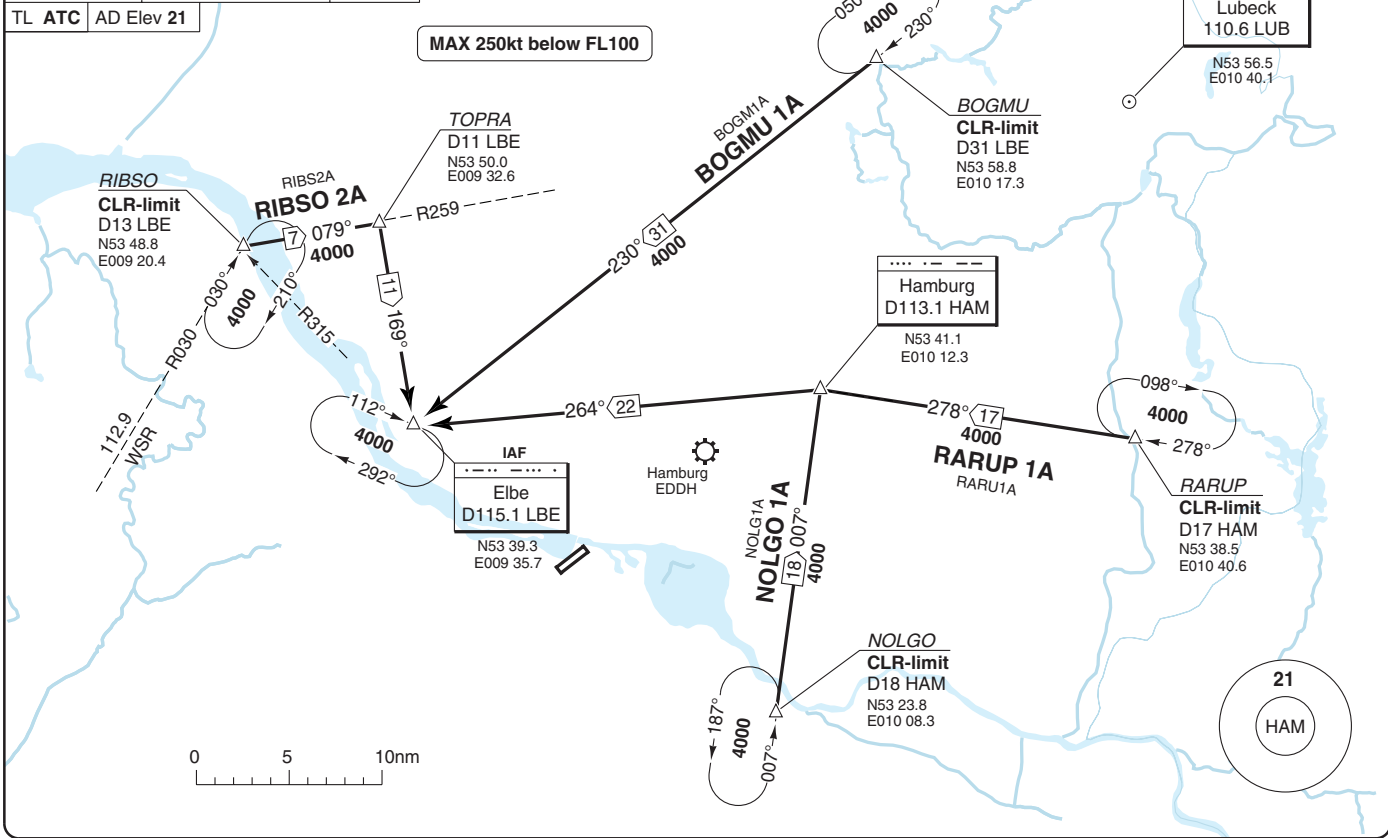 TL ATC
AD Elev 21
MAX 250kt below FL100
050°
4000
230°
Lubeck
110.6 LUB
N53 56.5
E010 40.1
BOGMU
CLR-limit
D31 LBE
N53 58.8
E010 17.3
BOGM1A
BOGMU 1A
230°
31
4000
TOPRA
D11 LBE
N53 50.0
E009 32.6
RIBSO
CLR-limit
D13 LBE
N53 48.8
E009 20.4
RIBS2A
RIBSO 2A
7
079°
4000
R259
11
169°
030°
210°
4000
R315
R030
112.9
WSR
Hamburg
D113.1 HAM
N53 41.1
E010 12.3
264°
22
278°
17
4000
RARUP 1A
RARU1A
098°
4000
278°
RARUP
CLR-limit
D17 HAM
N53 38.5
E010 40.6
112°
4000
292°
IAF
Elbe
D115.1 LBE
N53 39.3
E009 35.7
Hamburg
EDDH
NOLG1A
NOLGO 1A
18
007°
4000
NOLGO
CLR-limit
D18 HAM
N53 23.8
E010 08.3
187°
4000
007°
21
HAM
0
5
10nm